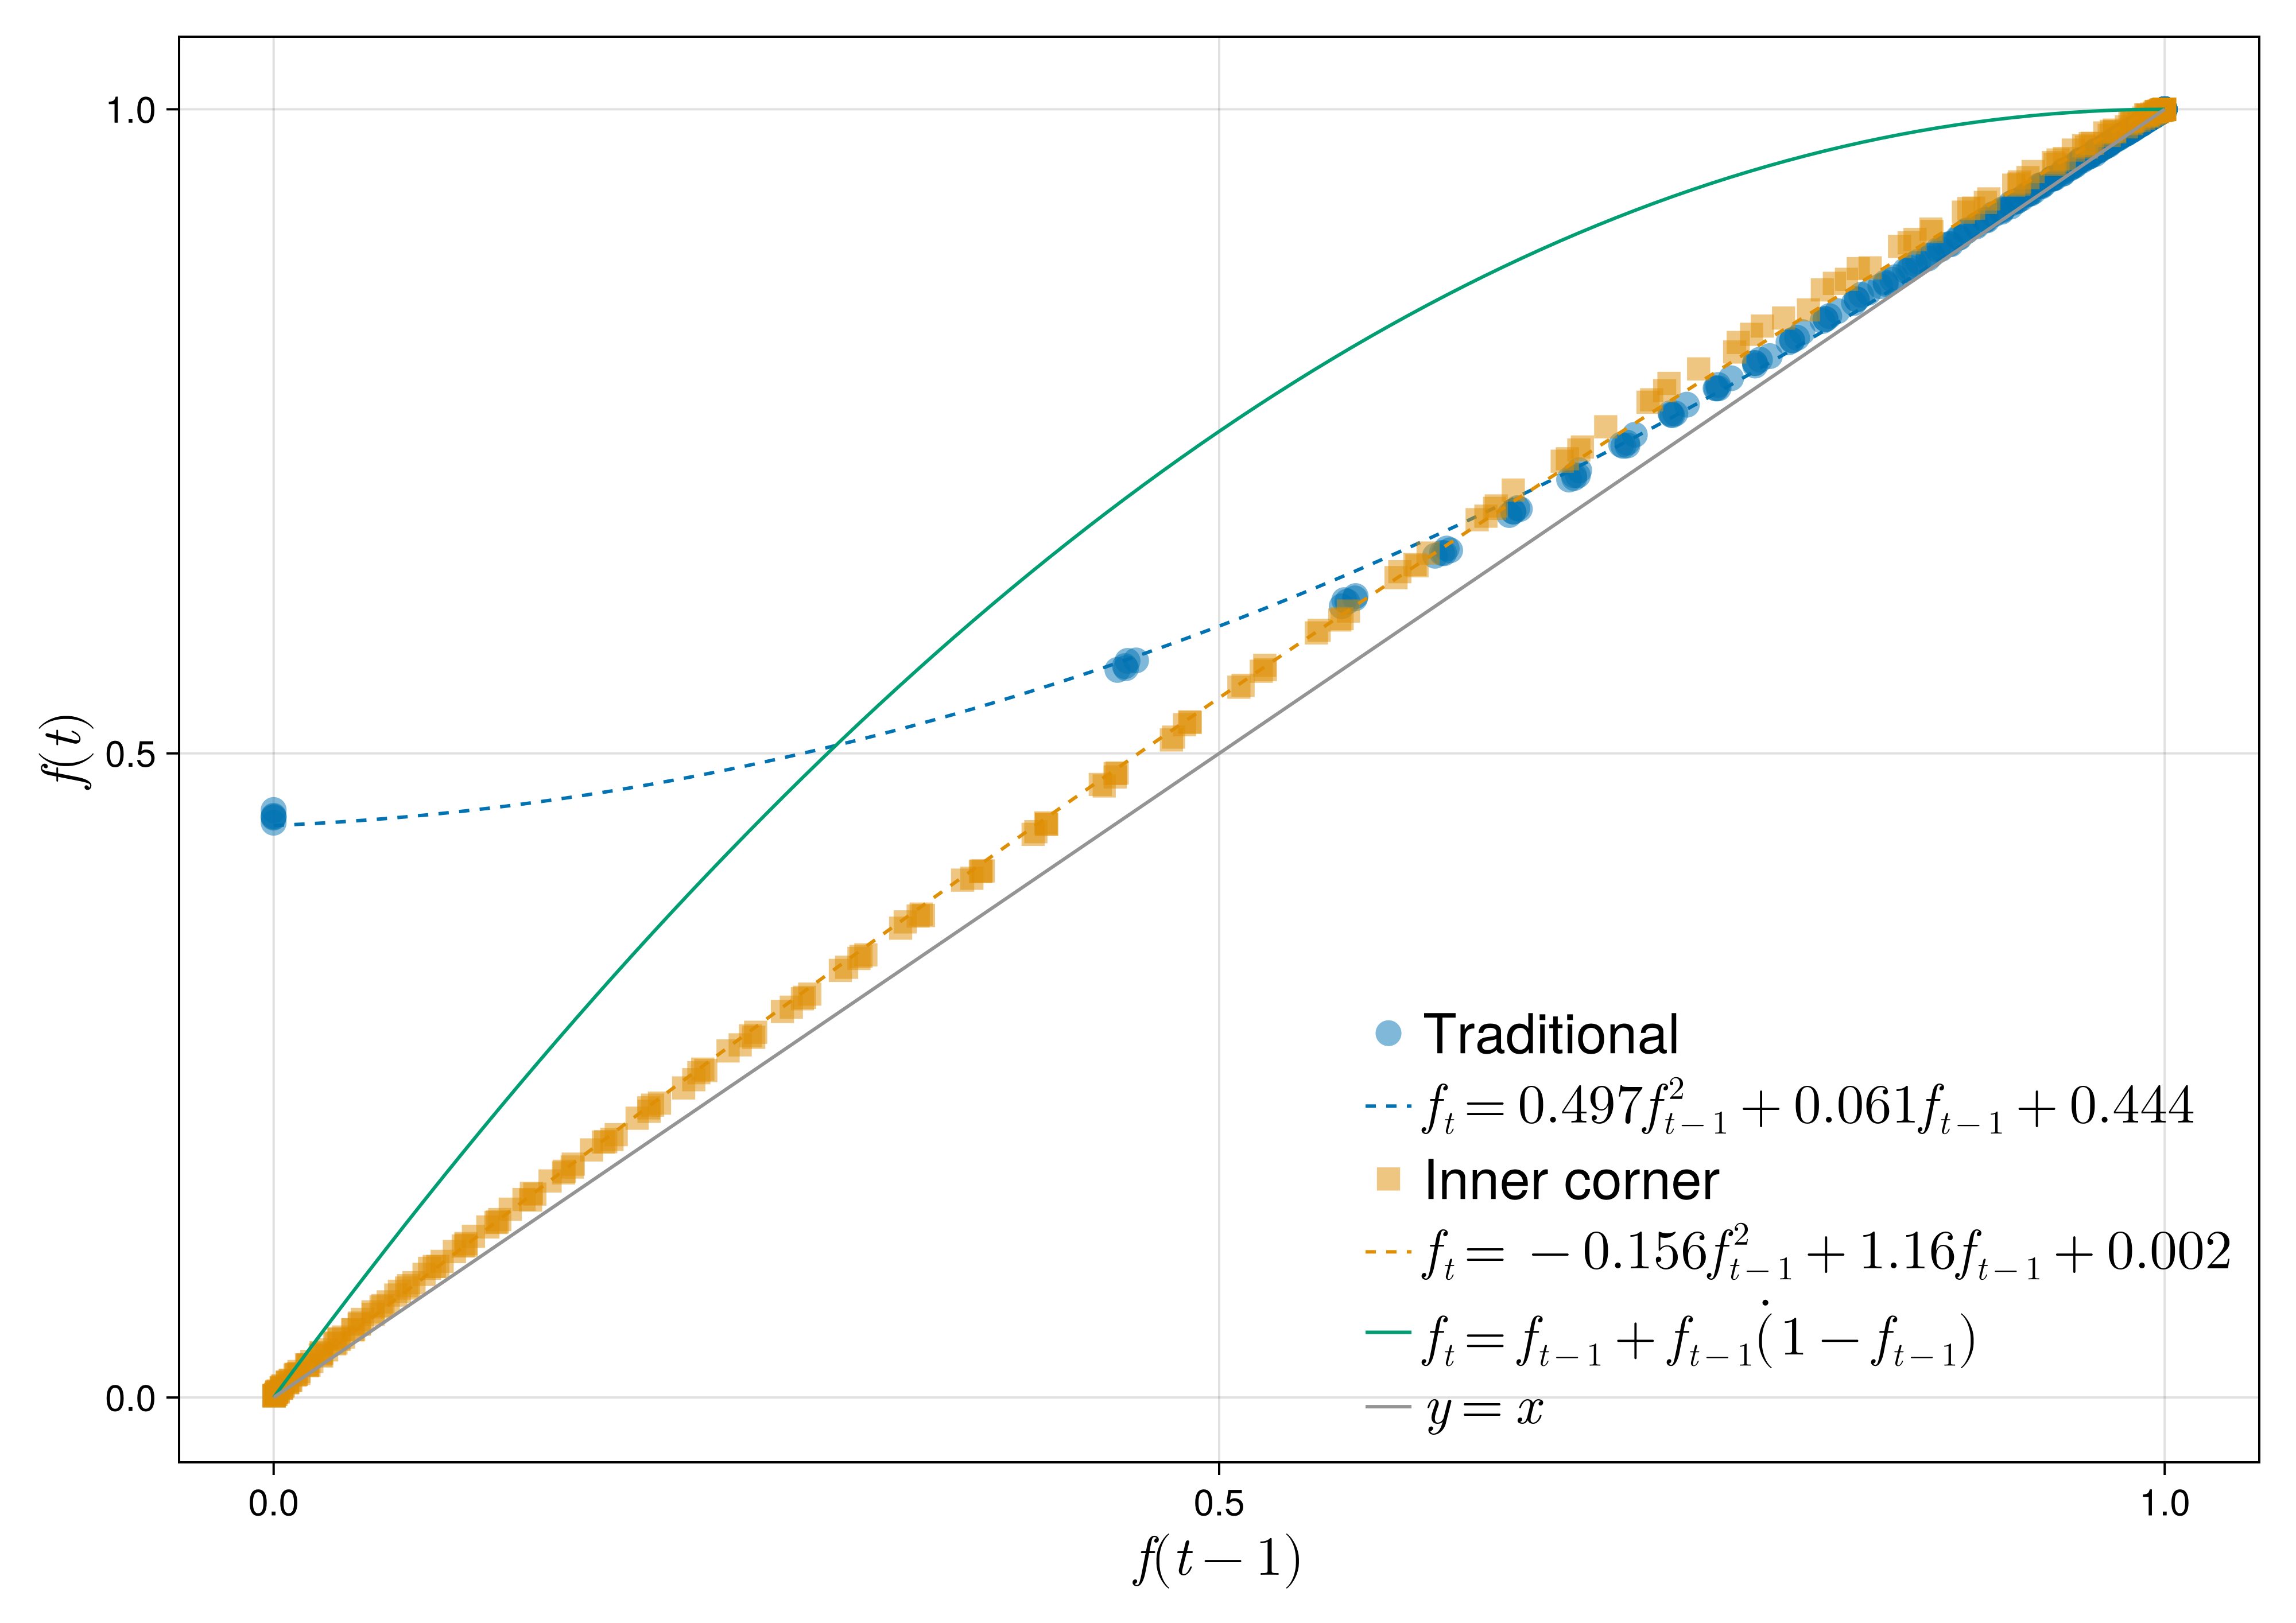 1.0
f(t)
0.5
Traditional
f_t = 0.497f_{t-1}^2 + 0.061f_{t-1} + 0.444
Inner corner
f_t = -0.156f_{t-1}^2 + 1.16f_{t-1} + 0.002
f_t = f_{t-1} + f_{t-1}\dot(1 - f_{t-1})
y = x
0.0
0.0 0.5 1.0
f(t - 1)